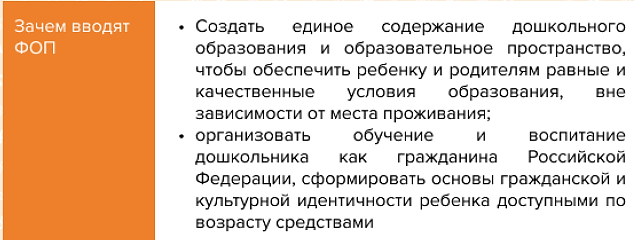 Зачем вводят
ФОП
• Создать единое содержание дошкольного
образования и образовательное пространство,
чтобы обеспечить ребенку и родителям равные и
качественные условия образования, вне
зависимости от места проживания;
• организовать обучение и воспитание
дошкольника как гражданина Российской
Федерации, сформировать основы гражданской и
культурной идентичности ребенка доступными по
возрасту средствами